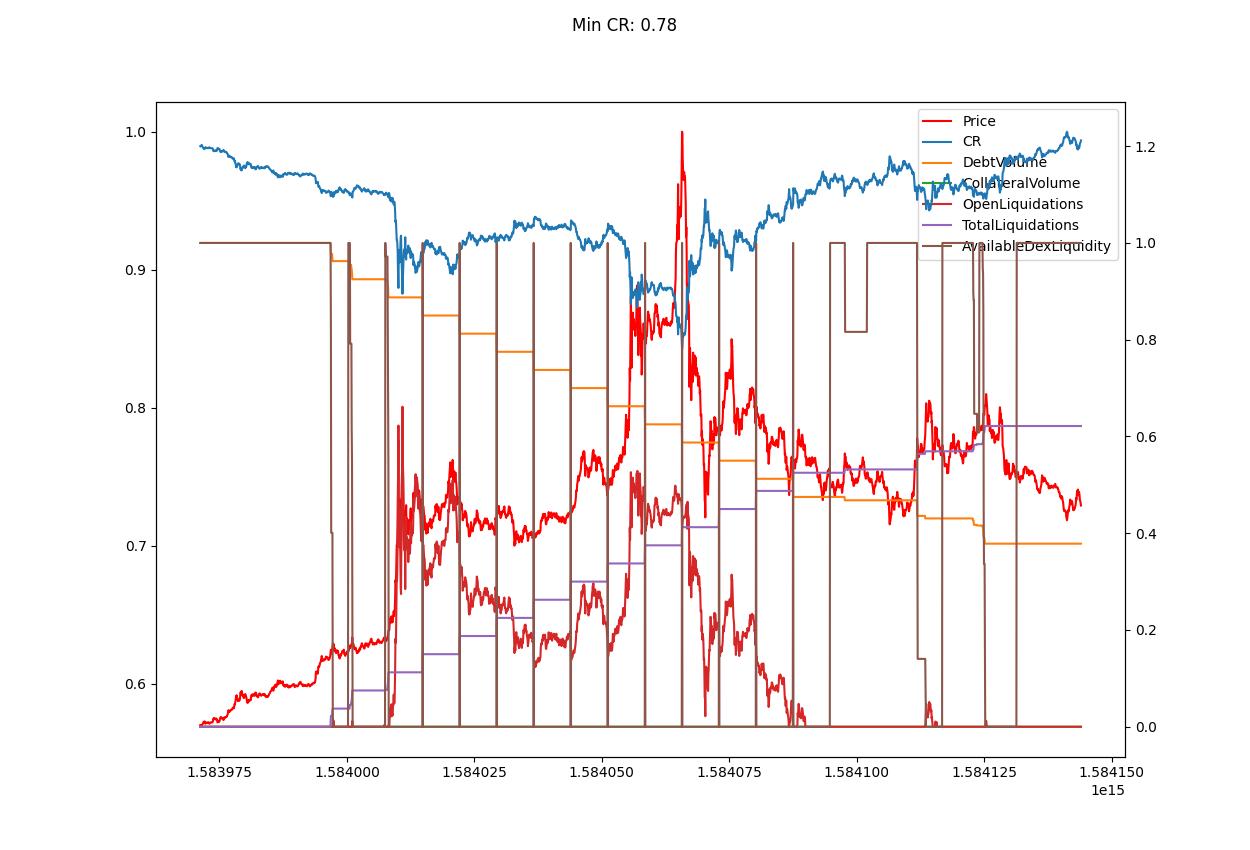 Min CR: 0.78
1.0
0.9
0.8
0.7
0.6
Price
CR
DebtVolume
CollateralVolume
OpenLiquidations
TotalLiquidations
AvailableDexLiquidity
1.2
1.0
0.8
0.6
0.4
0.2
0.0
1.583975 1.584000 1.584025 1.584050 1.584075 1.584100 1.584125 1.584150
1e15